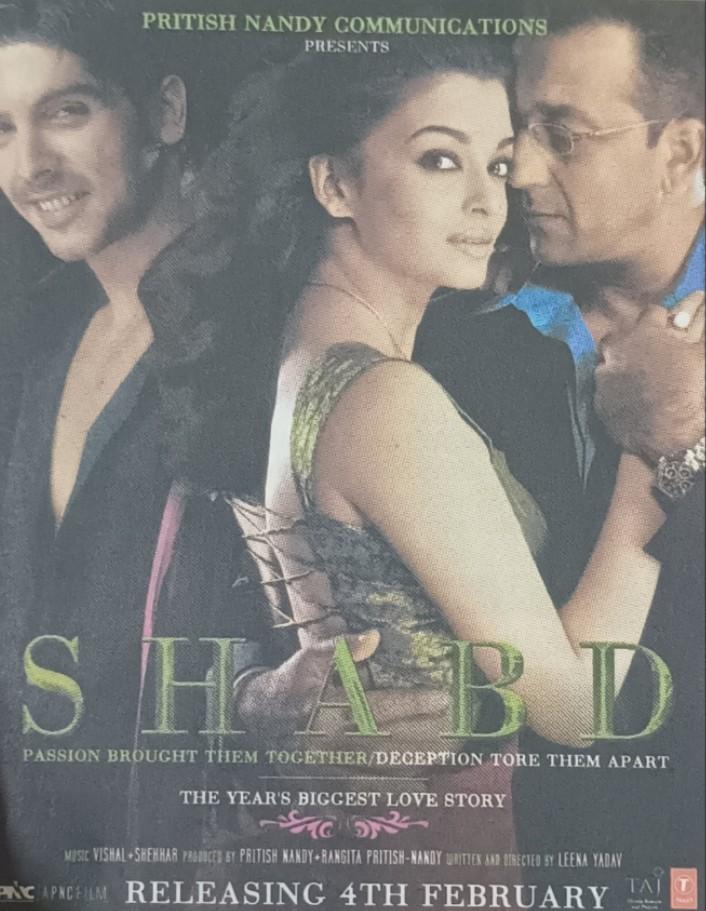 PRITISH NANDY COMMUNICATIONS
PRESENTS
SHABD
PASSION BROUGHT THEM TOGETHER/DECEPTION TORE THEM APART
THE YEAR'S BIGGEST LOVE STORY
MUSIC VISHAL+SHEKHAR PRODUCED BY PRITISH NANDY+RANGITA PRITISH-NANDY WRITTEN AND DIRECTED BY LEENA YADAV
PNC A PNC FILM RELEASING 4TH FEBRUARY TAJ T